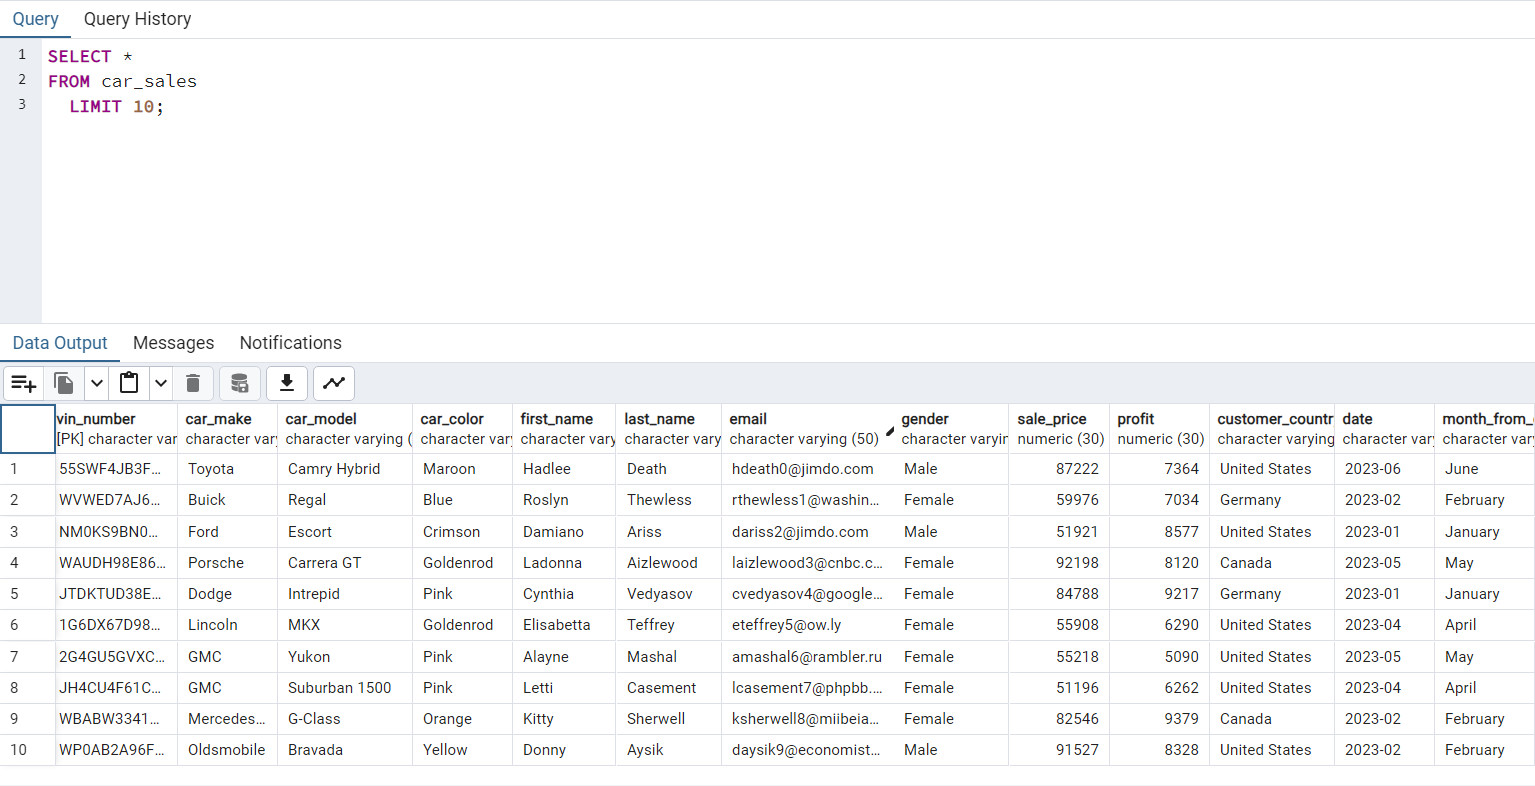 Query Query History
1 SELECT *
2 FROM car_sales
3 LIMIT 10;
Data Output Messages Notifications
vin_number car_make car_model car_color first_name last_name email gender sale_price profit customer_countr date month_from_
[PK] character var character var character varying ( character var character vary character vary character varying (50) character varyin numeric (30) numeric (30) character varying character var character va
1 55SWF4JB3F... Toyota Camry Hybrid Maroon Hadlee Death hdeath0@jimdo.com Male 87222 7364 United States 2023-06 June
2 WVWED7AJ6... Buick Regal Blue Roslyn Thewless rthewless1@washin... Female 59976 7034 Germany 2023-02 February
3 NM0KS9BN0... Ford Escort Crimson Damiano Ariss dariss2@jimdo.com Male 51921 8577 United States 2023-01 January
4 WAUDH98E86... Porsche Carrera GT Goldenrod Ladonna Aizlewood laizlewood3@cnbc.c... Female 92198 8120 Canada 2023-05 May
5 JTDKTUD38E... Dodge Intrepid Pink Cynthia Vedyasov cvedyasov4@google... Female 84788 9217 Germany 2023-01 January
6 1G6DX67D98... Lincoln MKX Goldenrod Elisabetta Teffrey eteffrey5@ow.ly Female 55908 6290 United States 2023-04 April
7 2G4GU5GVXC... GMC Yukon Pink Alayne Mashal amashal6@rambler.ru Female 55218 5090 United States 2023-05 May
8 JH4CU4F61C... GMC Suburban 1500 Pink Letti Casement lcasement7@phpbb.... Female 51196 6262 United States 2023-04 April
9 WBABW3341... Mercedes... G-Class Orange Kitty Sherwell ksherwell8@miibeia... Female 82546 9379 Canada 2023-02 February
10 WP0AB2A96F... Oldsmobile Bravada Yellow Donny Aysik daysik9@economist... Male 91527 8328 United States 2023-02 February